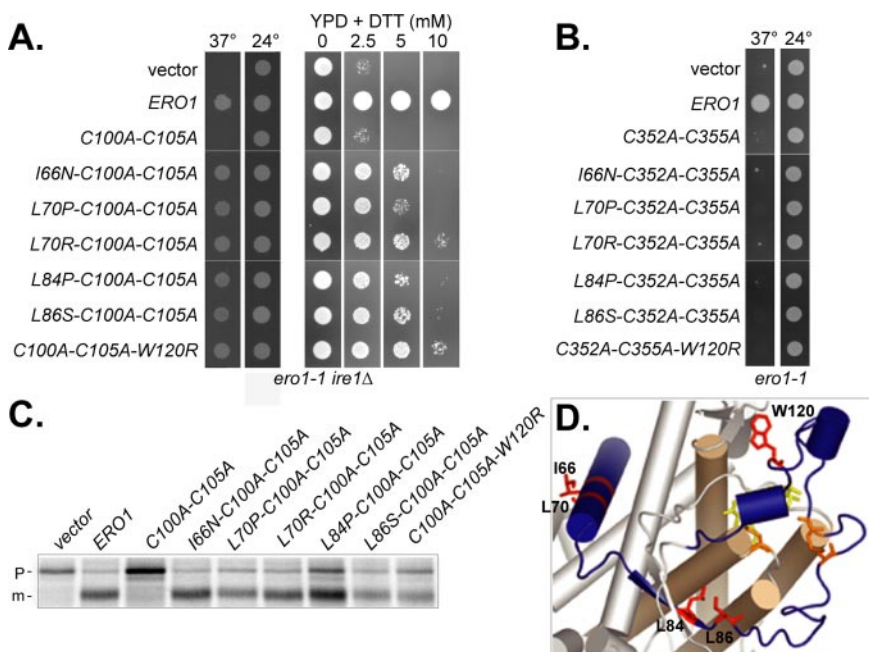 A.
B.
YPD + DTT (mM)
37° 24° 0 2.5 5 10
37° 24°
vector
ERO1
C100A-C105A
I66N-C100A-C105A
L70P-C100A-C105A
L70R-C100A-C105A
L84P-C100A-C105A
L86S-C100A-C105A
C100A-C105A-W120R
ero1-1 ire1Δ
vector
ERO1
C352A-C355A
I66N-C352A-C355A
L70P-C352A-C355A
L70R-C352A-C355A
L84P-C352A-C355A
L86S-C352A-C355A
C352A-C355A-W120R
ero1-1
C.
vector
ERO1
C100A-C105A
I66N-C100A-C105A
L70P-C100A-C105A
L70R-C100A-C105A
L84P-C100A-C105A
L86S-C100A-C105A
C100A-C105A-W120R
P-
m-
D.
W120
I66
L70
L84
L86